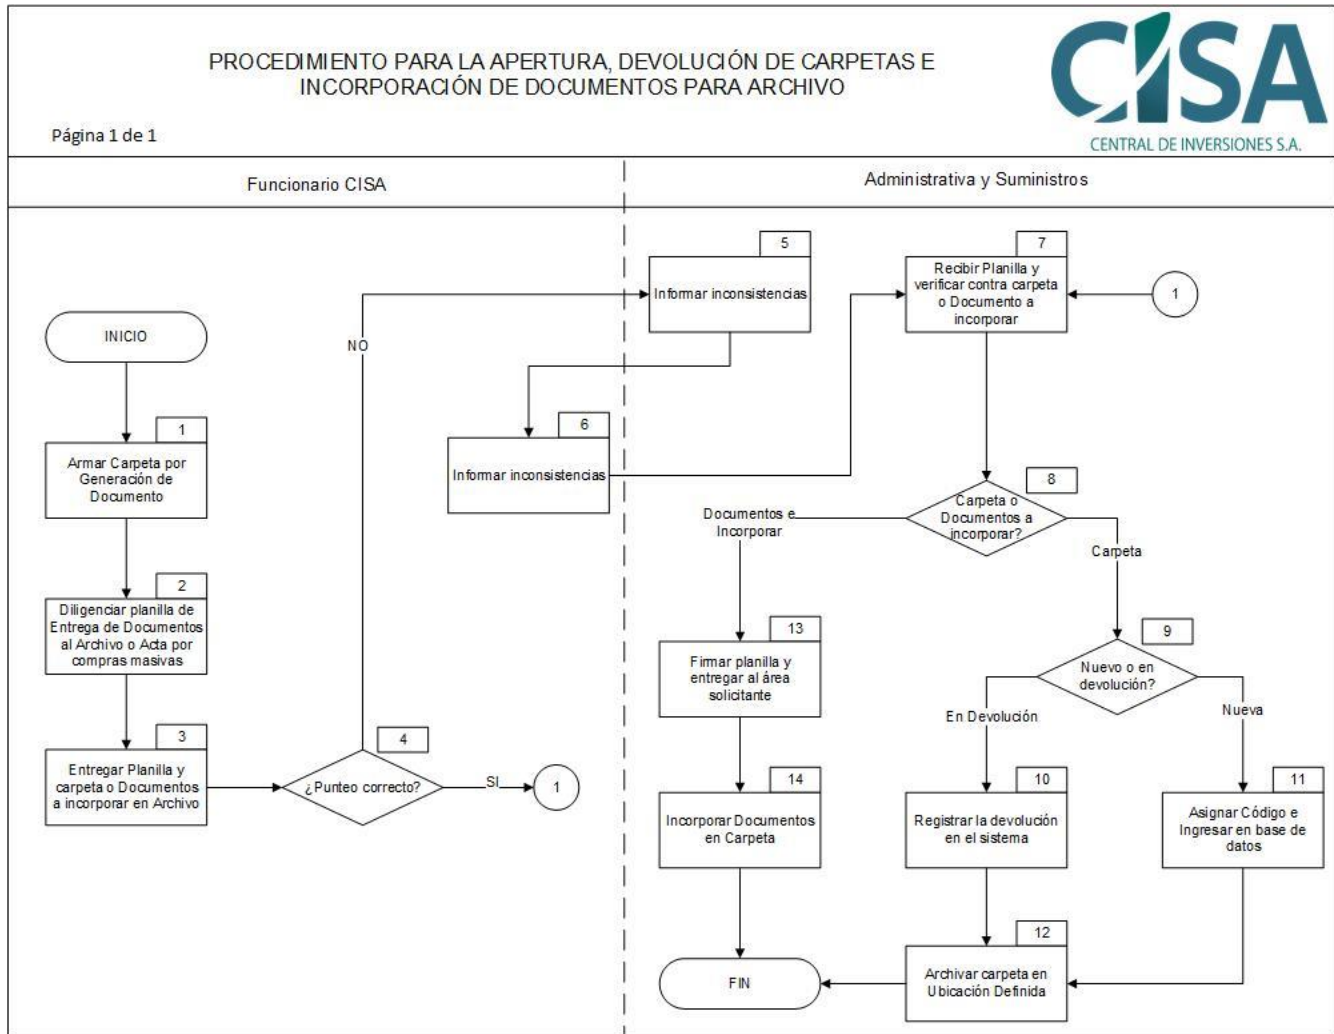 PROCEDIMIENTO PARA LA APERTURA, DEVOLUCIÓN DE CARPETAS E
INCORPORACIÓN DE DOCUMENTOS PARA ARCHIVO
Página 1 de 1
CISA
CENTRAL DE INVERSIONES S.A.
Funcionario CISA
Administrativa y Suministros
INICIO
1
Armar Carpeta por
Generación de
Documento
2
Diligenciar planilla de
Entrega de Documentos
al Archivo o Acta por
compras masivas
3
Entregar Planilla y
carpeta o Documentos
a incorporar en Archivo
4
¿Punteo correcto?
NO
SI
1
5
Informar inconsistencias
6
Informar inconsistencias
7
Recibir Planilla y
verificar contra carpeta
o Documento a
incorporar
1
8
Carpeta o
Documentos a
incorporar?
Documentos e
Incorporar
Carpeta
9
Nuevo o en
devolución?
En Devolución
Nueva
13
Firmar planilla y
entregar al área
solicitante
14
Incorporar Documentos
en Carpeta
10
Registrar la devolución
en el sistema
11
Asignar Código e
Ingresar en base de
datos
12
Archivar carpeta en
Ubicación Definida
FIN